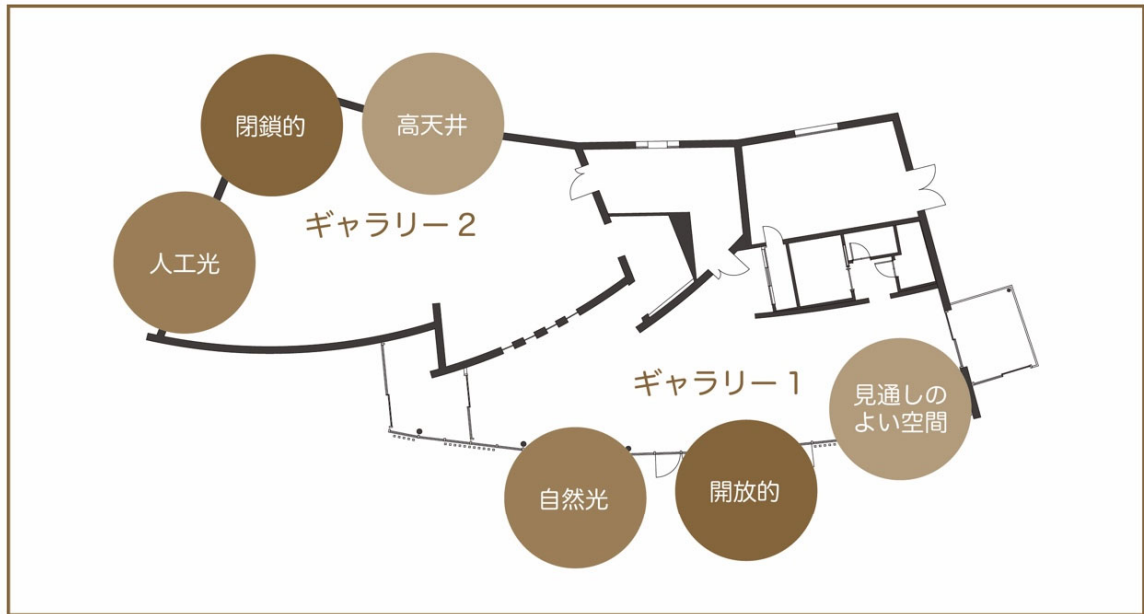 閉鎖的
高天井
ギャラリー2
人工光
ギャラリー1
見通しの
よい空間
自然光
開放的